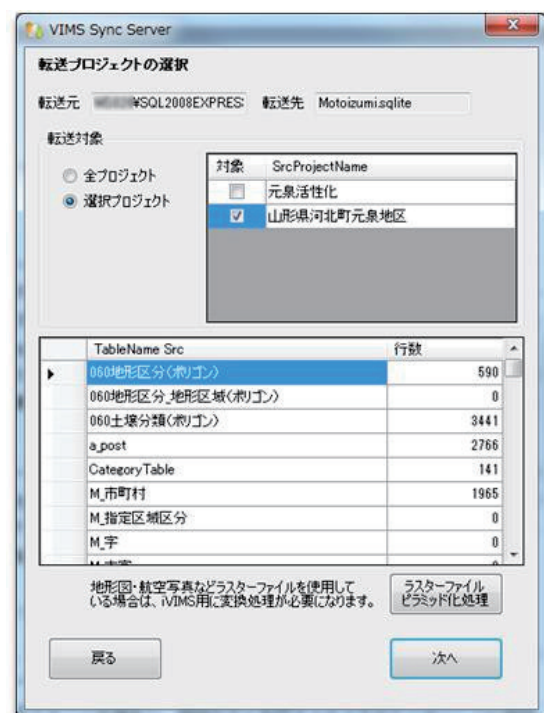 VIMS Sync Server
転送プロジェクトの選択
転送元 ¥SQL2008EXPRES: 転送先 Motoizumi.sqlite
転送対象
全プロジェクト
選択プロジェクト
対象 SrcProjectName
元泉活性化
山形県河北町元泉地区
TableName Src 行数
060地形区分(ポリゴン) 590
060地形区分_地形区域(ポリゴン) 0
060土壌分類(ポリゴン) 3441
a_post 2766
CategoryTable 141
M_市町村 1965
M_指定区域区分 0
M_字 0
地形図・航空写真などラスターファイルを使用して
いる場合は、iVIMS用に変換処理が必要になります。
ラスターファイル
ピラミッド化処理
戻る 次へ